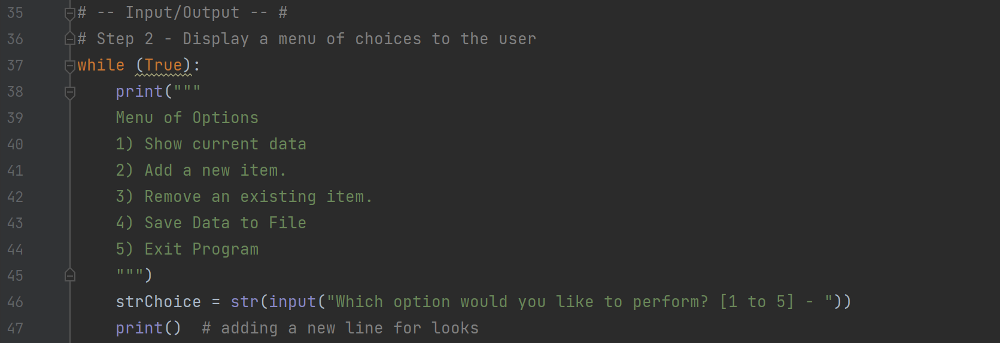 35 # -- Input/Output -- #
36 # Step 2 - Display a menu of choices to the user
37 while (True):
38     print("""
39     Menu of Options
40     1) Show current data
41     2) Add a new item.
42     3) Remove an existing item.
43     4) Save Data to File
44     5) Exit Program
45     """)
46     strChoice = str(input("Which option would you like to perform? [1 to 5] - "))
47     print()  # adding a new line for looks